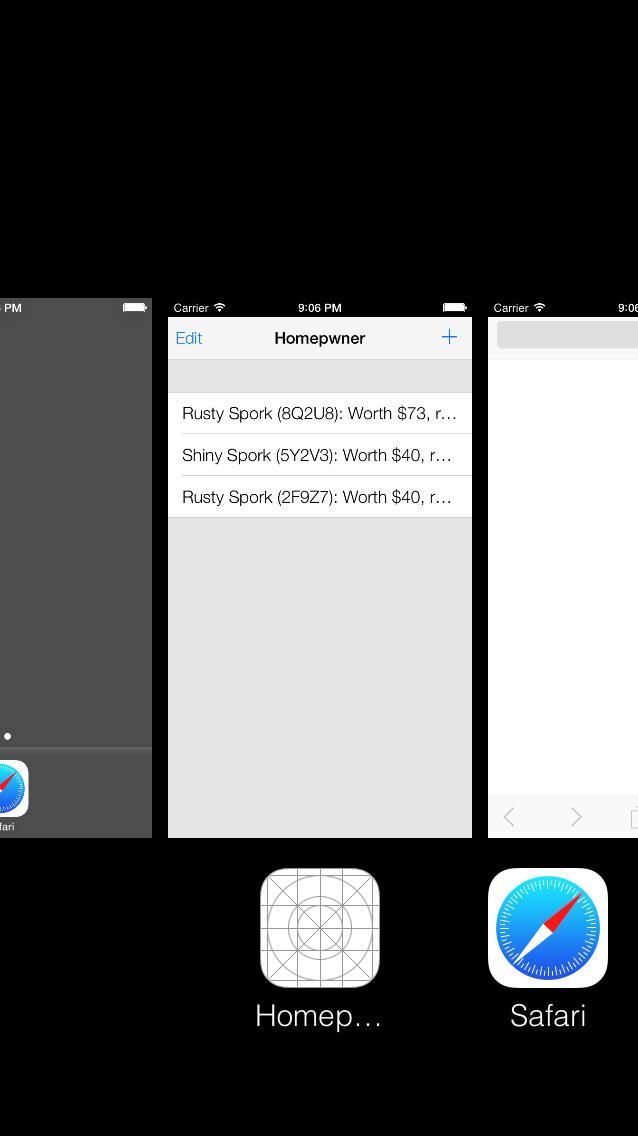 PM
Carrier 9:06 PM
Carrier 9:06
Edit Homepwner +
Rusty Spork (8Q2U8): Worth $73, r…
Shiny Spork (5Y2V3): Worth $40, r…
Rusty Spork (2F9Z7): Worth $40, r…
fari
Homep…
Safari